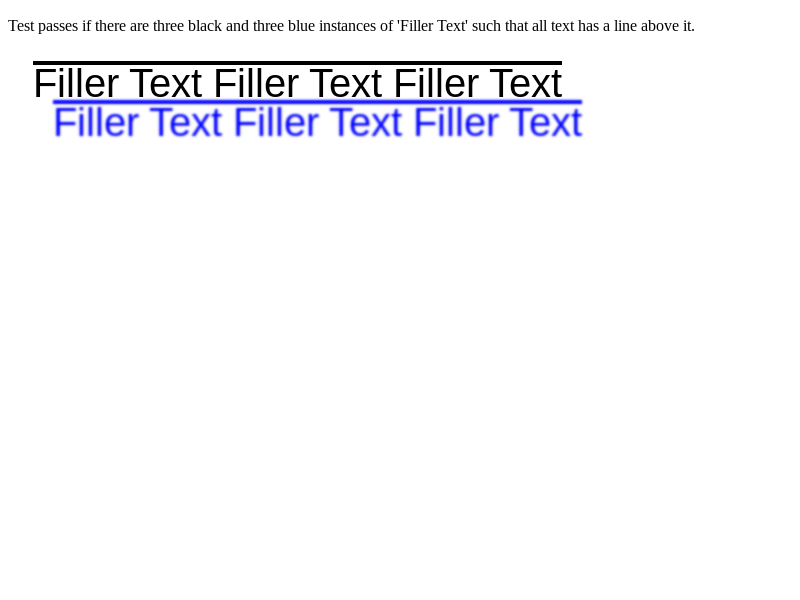 Test passes if there are three black and three blue instances of 'Filler Text' such that all text has a line above it.
Filler Text Filler Text Filler Text
Filler Text Filler Text Filler Text